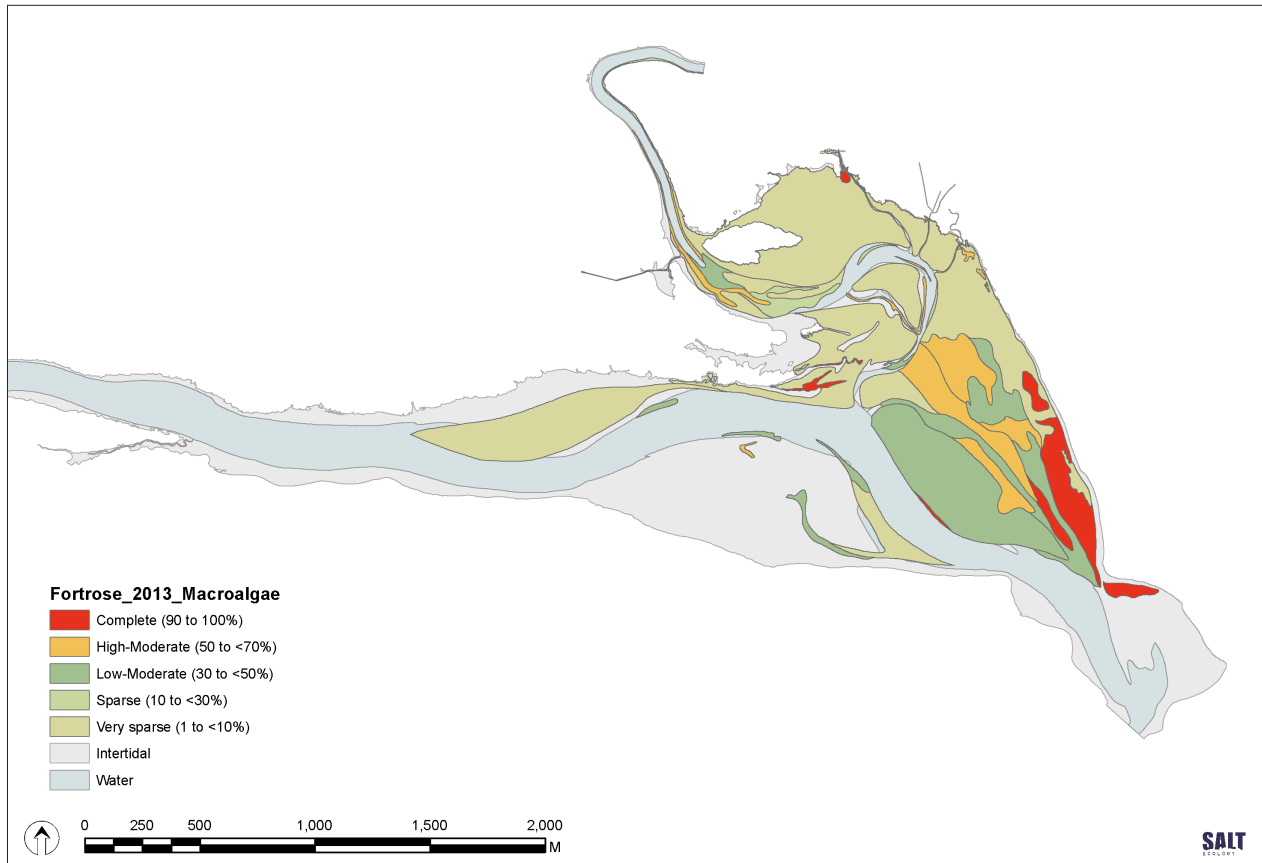 Fortrose_2013_Macroalgae
Complete (90 to 100%)
High-Moderate (50 to <70%)
Low-Moderate (30 to <50%)
Sparse (10 to <30%)
Very sparse (1 to <10%)
Intertidal
Water
0 250 500 1,000 1,500 2,000
M
SALT
ECOLOGY